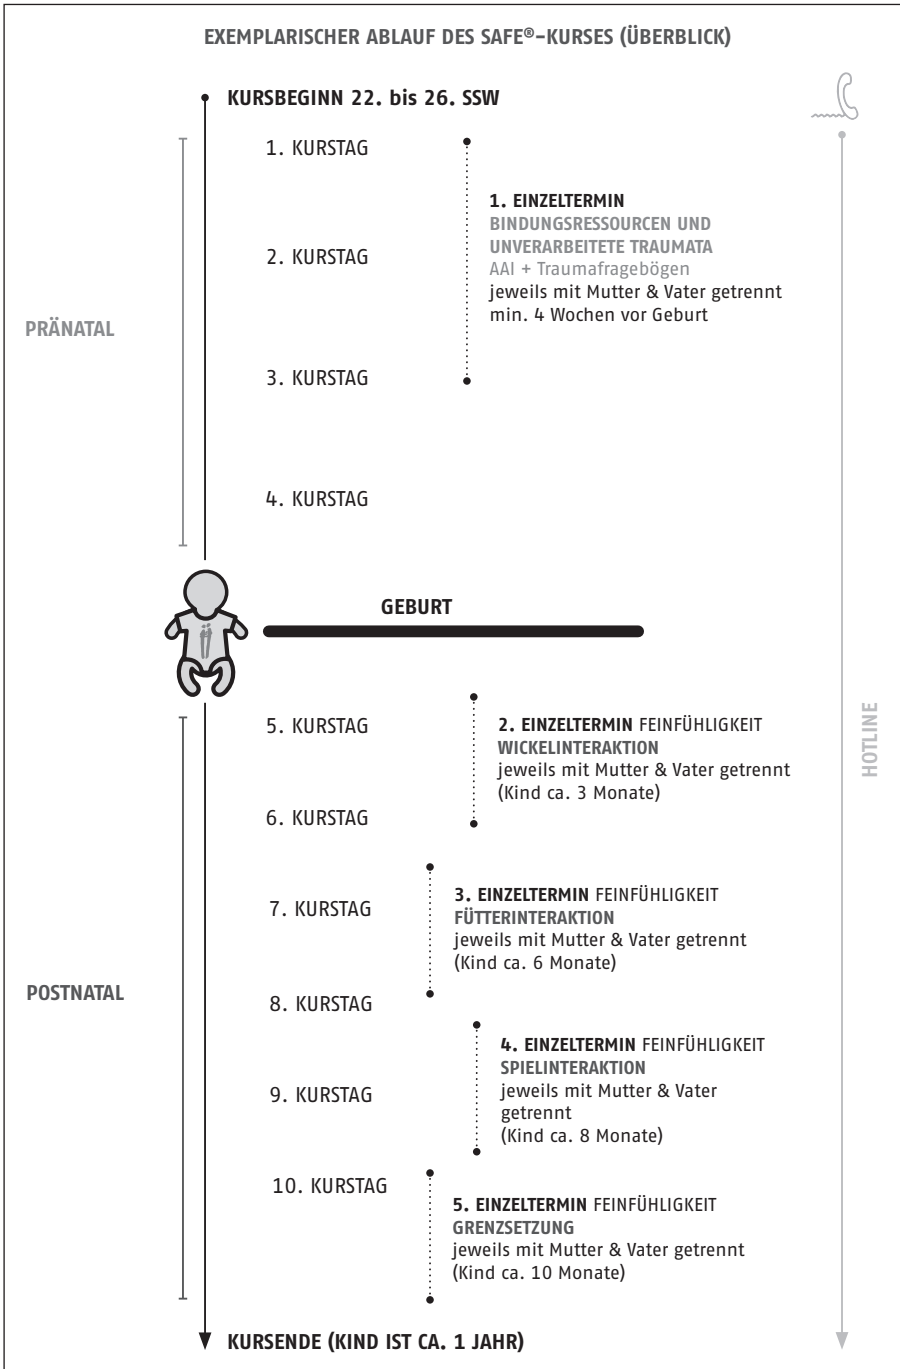 EXEMPLARISCHER ABLAUF DES SAFE®-KURSES (ÜBERBLICK)
KURSBEGINN 22. bis 26. SSW
1. KURSTAG
1. EINZELTERMIN
BINDUNGSRESSOURCEN UND
UNVERARBEITETE TRAUMATA
AAI + Traumafragebögen
jeweils mit Mutter & Vater getrennt
min. 4 Wochen vor Geburt
2. KURSTAG
PRÄNATAL
3. KURSTAG
4. KURSTAG
GEBURT
5. KURSTAG
2. EINZELTERMIN FEINFÜHLIGKEIT
WICKELINTERAKTION
jeweils mit Mutter & Vater getrennt
(Kind ca. 3 Monate)
HOTLINE
6. KURSTAG
7. KURSTAG
3. EINZELTERMIN FEINFÜHLIGKEIT
FÜTTERINTERAKTION
jeweils mit Mutter & Vater getrennt
(Kind ca. 6 Monate)
POSTNATAL
8. KURSTAG
4. EINZELTERMIN FEINFÜHLIGKEIT
SPIELINTERAKTION
jeweils mit Mutter & Vater
getrennt
(Kind ca. 8 Monate)
9. KURSTAG
10. KURSTAG
5. EINZELTERMIN FEINFÜHLIGKEIT
GRENZSETZUNG
jeweils mit Mutter & Vater getrennt
(Kind ca. 10 Monate)
KURSENDE (KIND IST CA. 1 JAHR)